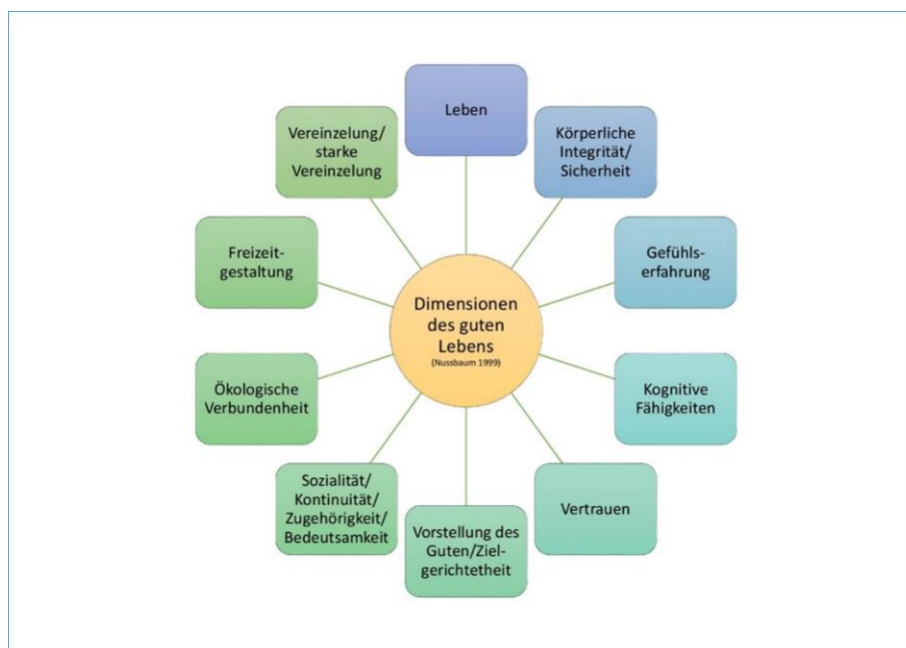 Dimensionen
des guten
Lebens
(Nussbaum 1999)
Leben
Körperliche
Integrität/
Sicherheit
Gefühls-
erfahrung
Kognitive
Fähigkeiten
Vertrauen
Vorstellung des
Guten/Ziel-
gerichtetheit
Sozialität/
Kontinuität/
Zugehörigkeit/
Bedeutsamkeit
Ökologische
Verbundenheit
Freizeit-
gestaltung
Vereinzelung/
starke
Vereinzelung